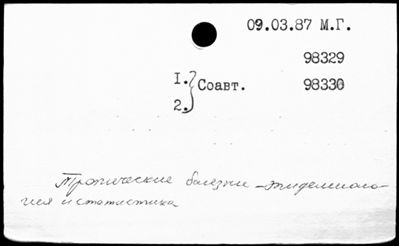 09.03.87 М.Г.
98329
1.
Соавт. 98330
2.
Тропические болезни – эпидемиоло-
гия и статистика